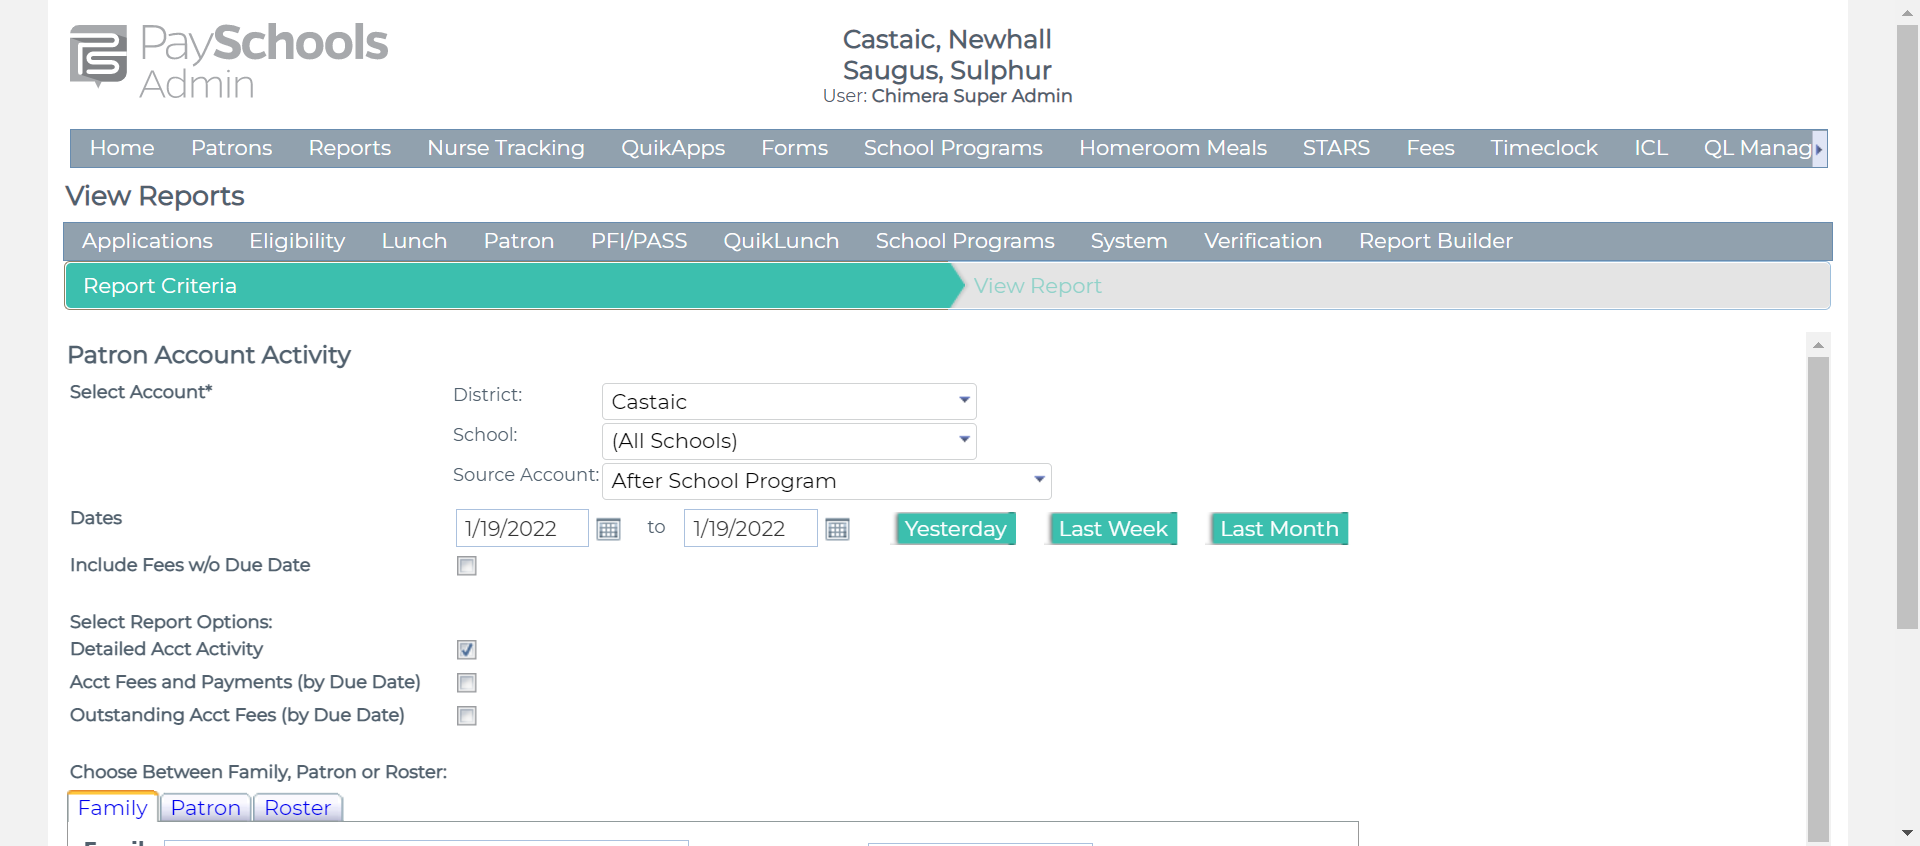 PaySchools
Admin
Castaic, Newhall
Saugus, Sulphur
User: Chimera Super Admin
Home Patrons Reports Nurse Tracking QuikApps Forms School Programs Homeroom Meals STARS Fees Timeclock ICL QL Manag
View Reports
Applications Eligibility Lunch Patron PFI/PASS QuikLunch School Programs System Verification Report Builder
Report Criteria View Report
Patron Account Activity
Select Account* District: Castaic
School: (All Schools)
Source Account: After School Program
Dates 1/19/2022 to 1/19/2022 Yesterday Last Week Last Month
Include Fees w/o Due Date
Select Report Options:
Detailed Acct Activity
Acct Fees and Payments (by Due Date)
Outstanding Acct Fees (by Due Date)
Choose Between Family, Patron or Roster:
Family Patron Roster